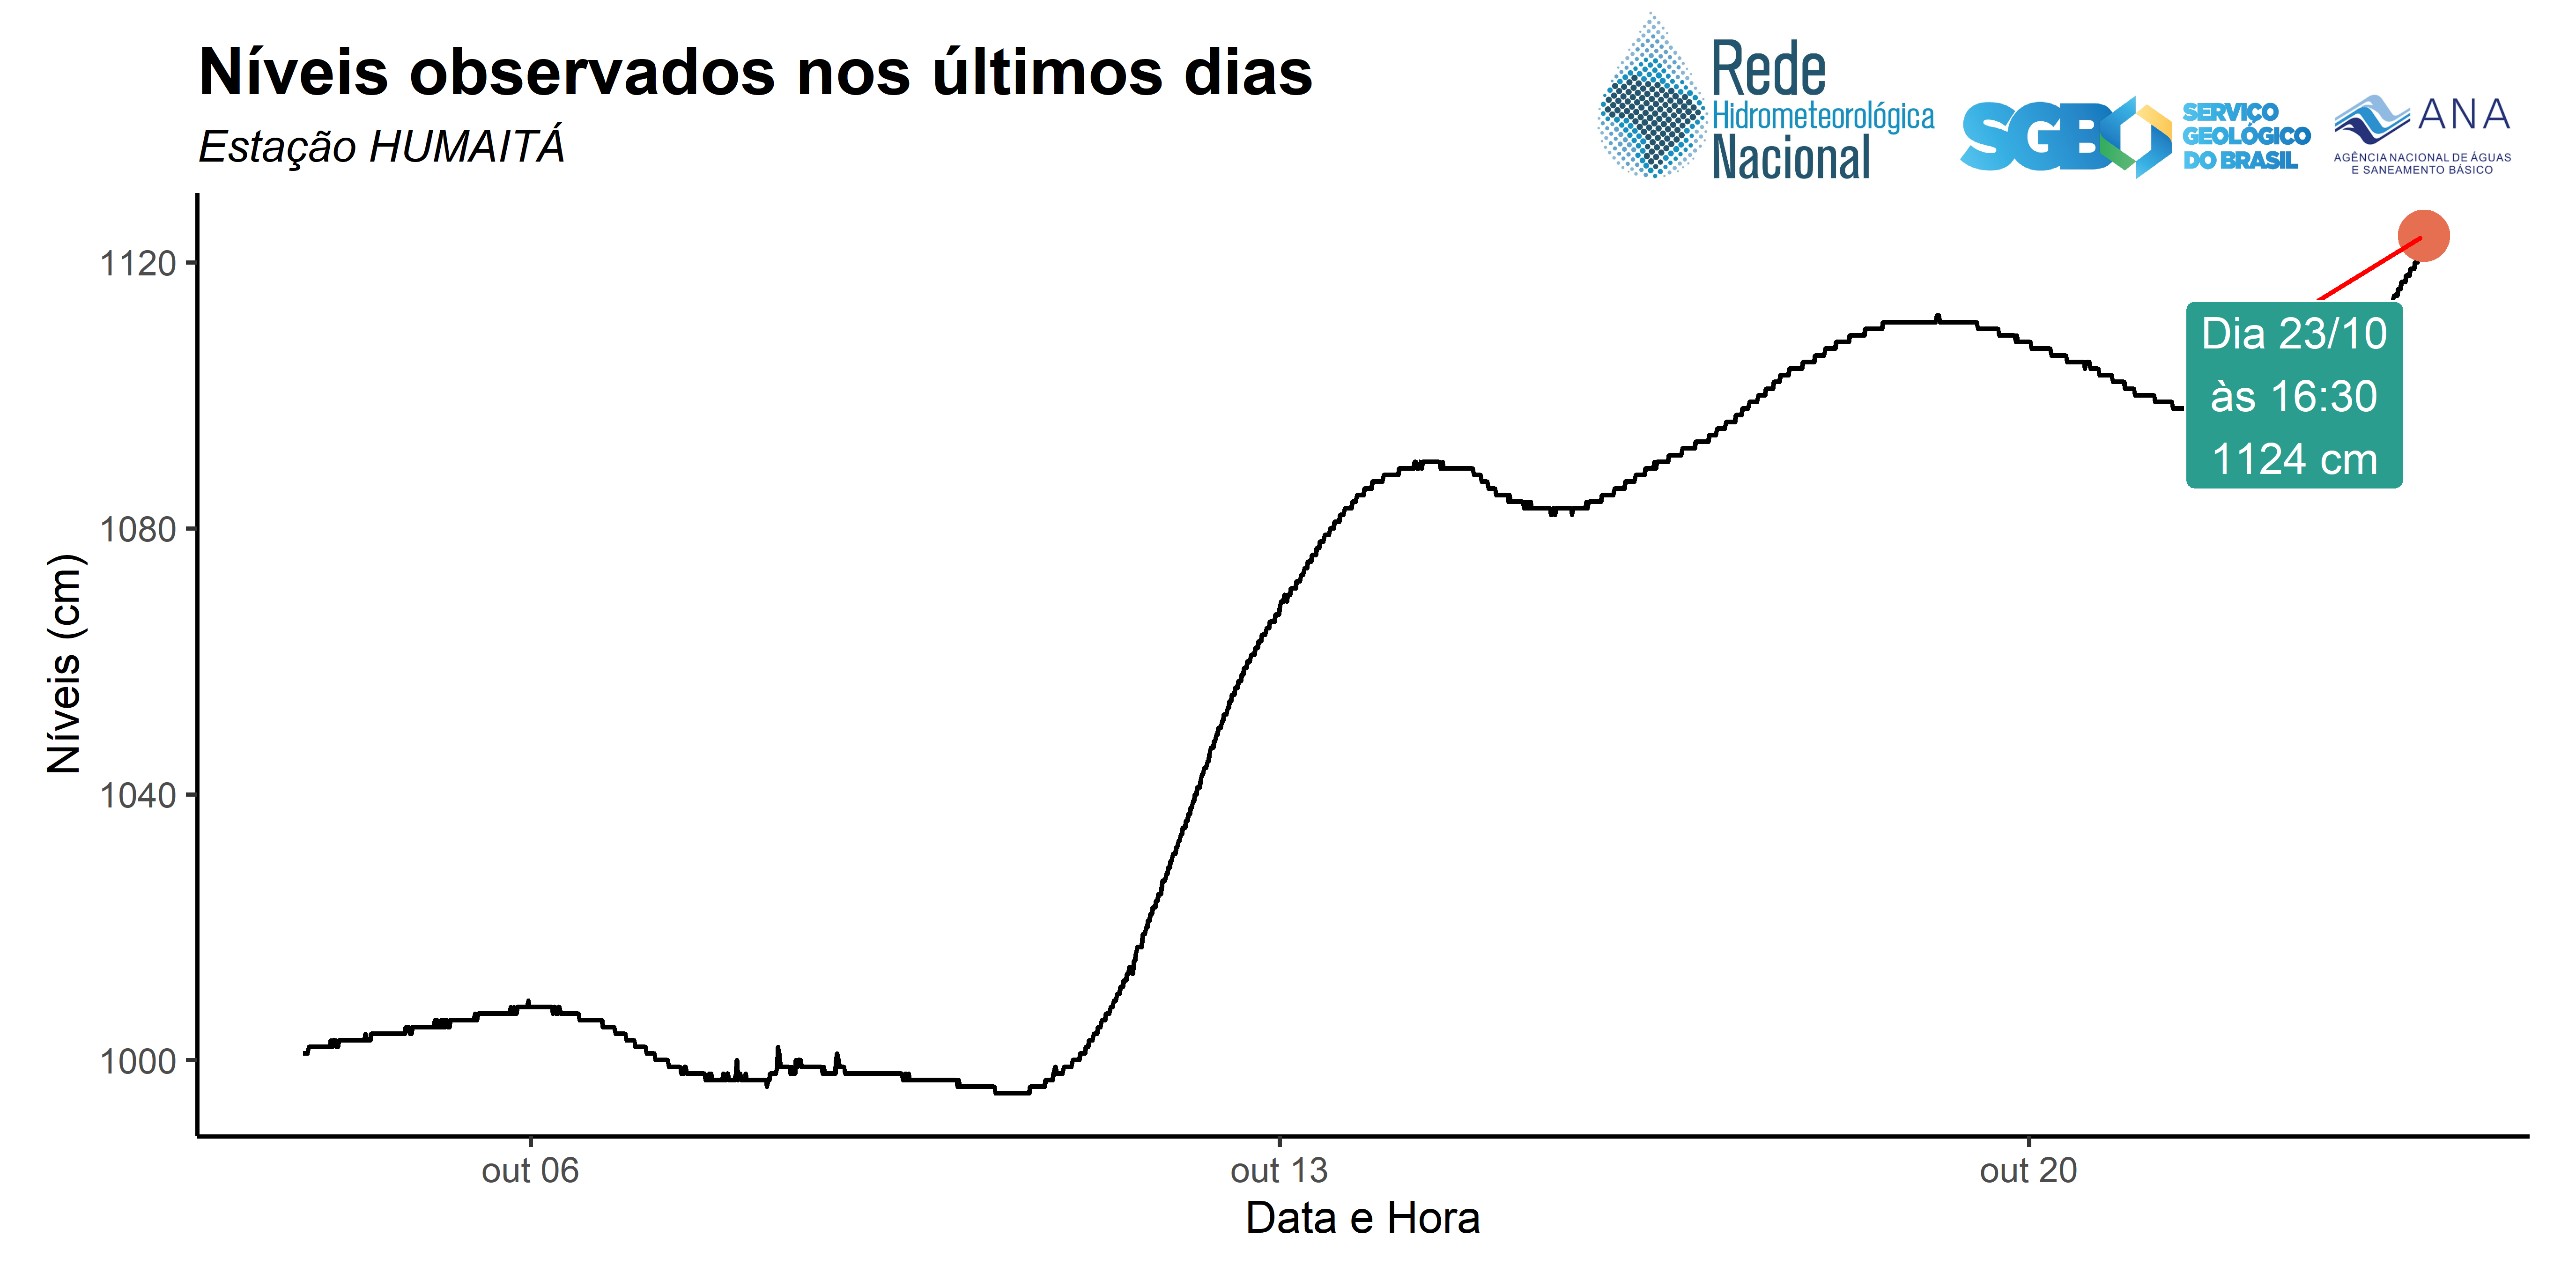 Níveis observados nos últimos dias
Estação HUMAITÁ
Rede
Hidrometeorológica
Nacional
SGB
SERVIÇO
GEOLÓGICO
DO BRASIL
ANA
AGÊNCIA NACIONAL DE ÁGUAS
E SANEAMENTO BÁSICO
Níveis (cm)
1120
1080
1040
1000
Dia 23/10
às 16:30
1124 cm
out 06
out 13
out 20
Data e Hora